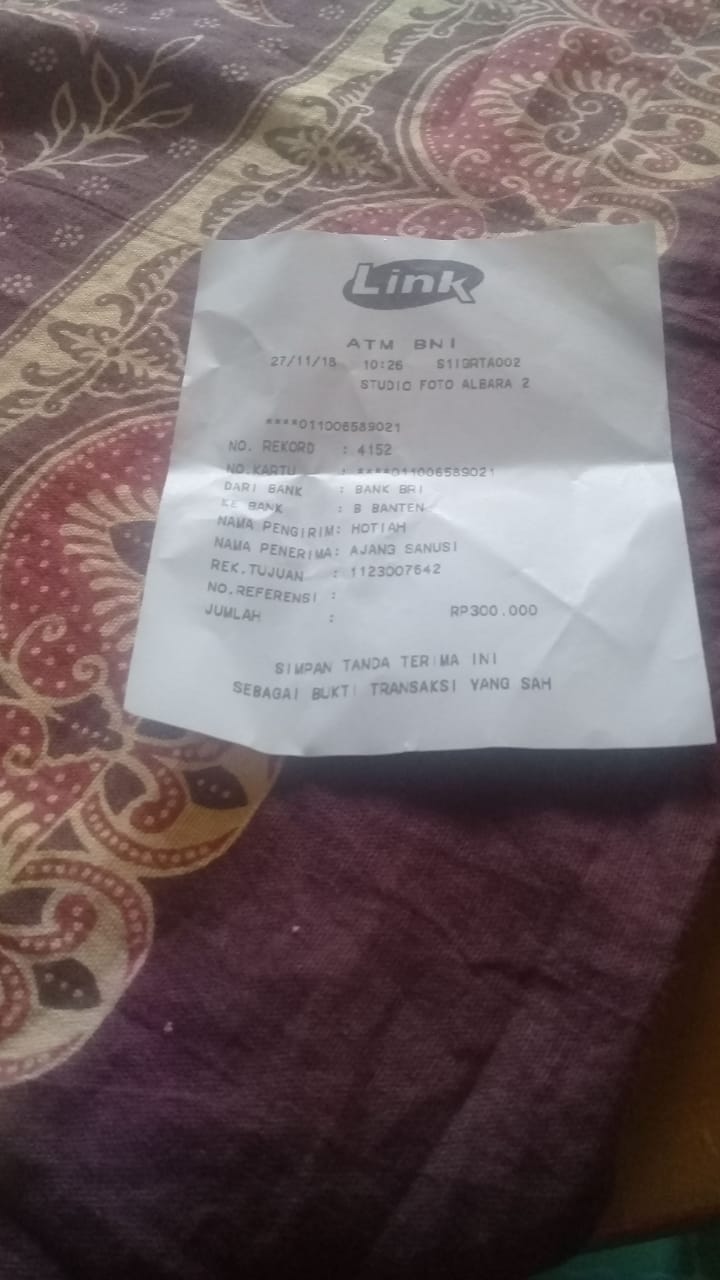 Link
ATM BNI
27/11/18 10:26 S1IGRTA002
STUDIO FOTO ALBARA 2
****011006589021
NO. REKORD : 4152
NO.KARTU : ****011006589021
DARI BANK : BANK BRI
KE BANK : B BANTEN
NAMA PENGIRIM: HOTIAH
NAMA PENERIMA: AJANG SANUSI
REK.TUJUAN : 1123007642
NO.REFERENSI :
JUMLAH : RP300.000
SIMPAN TANDA TERIMA INI
SEBAGAI BUKTI TRANSAKSI YANG SAH